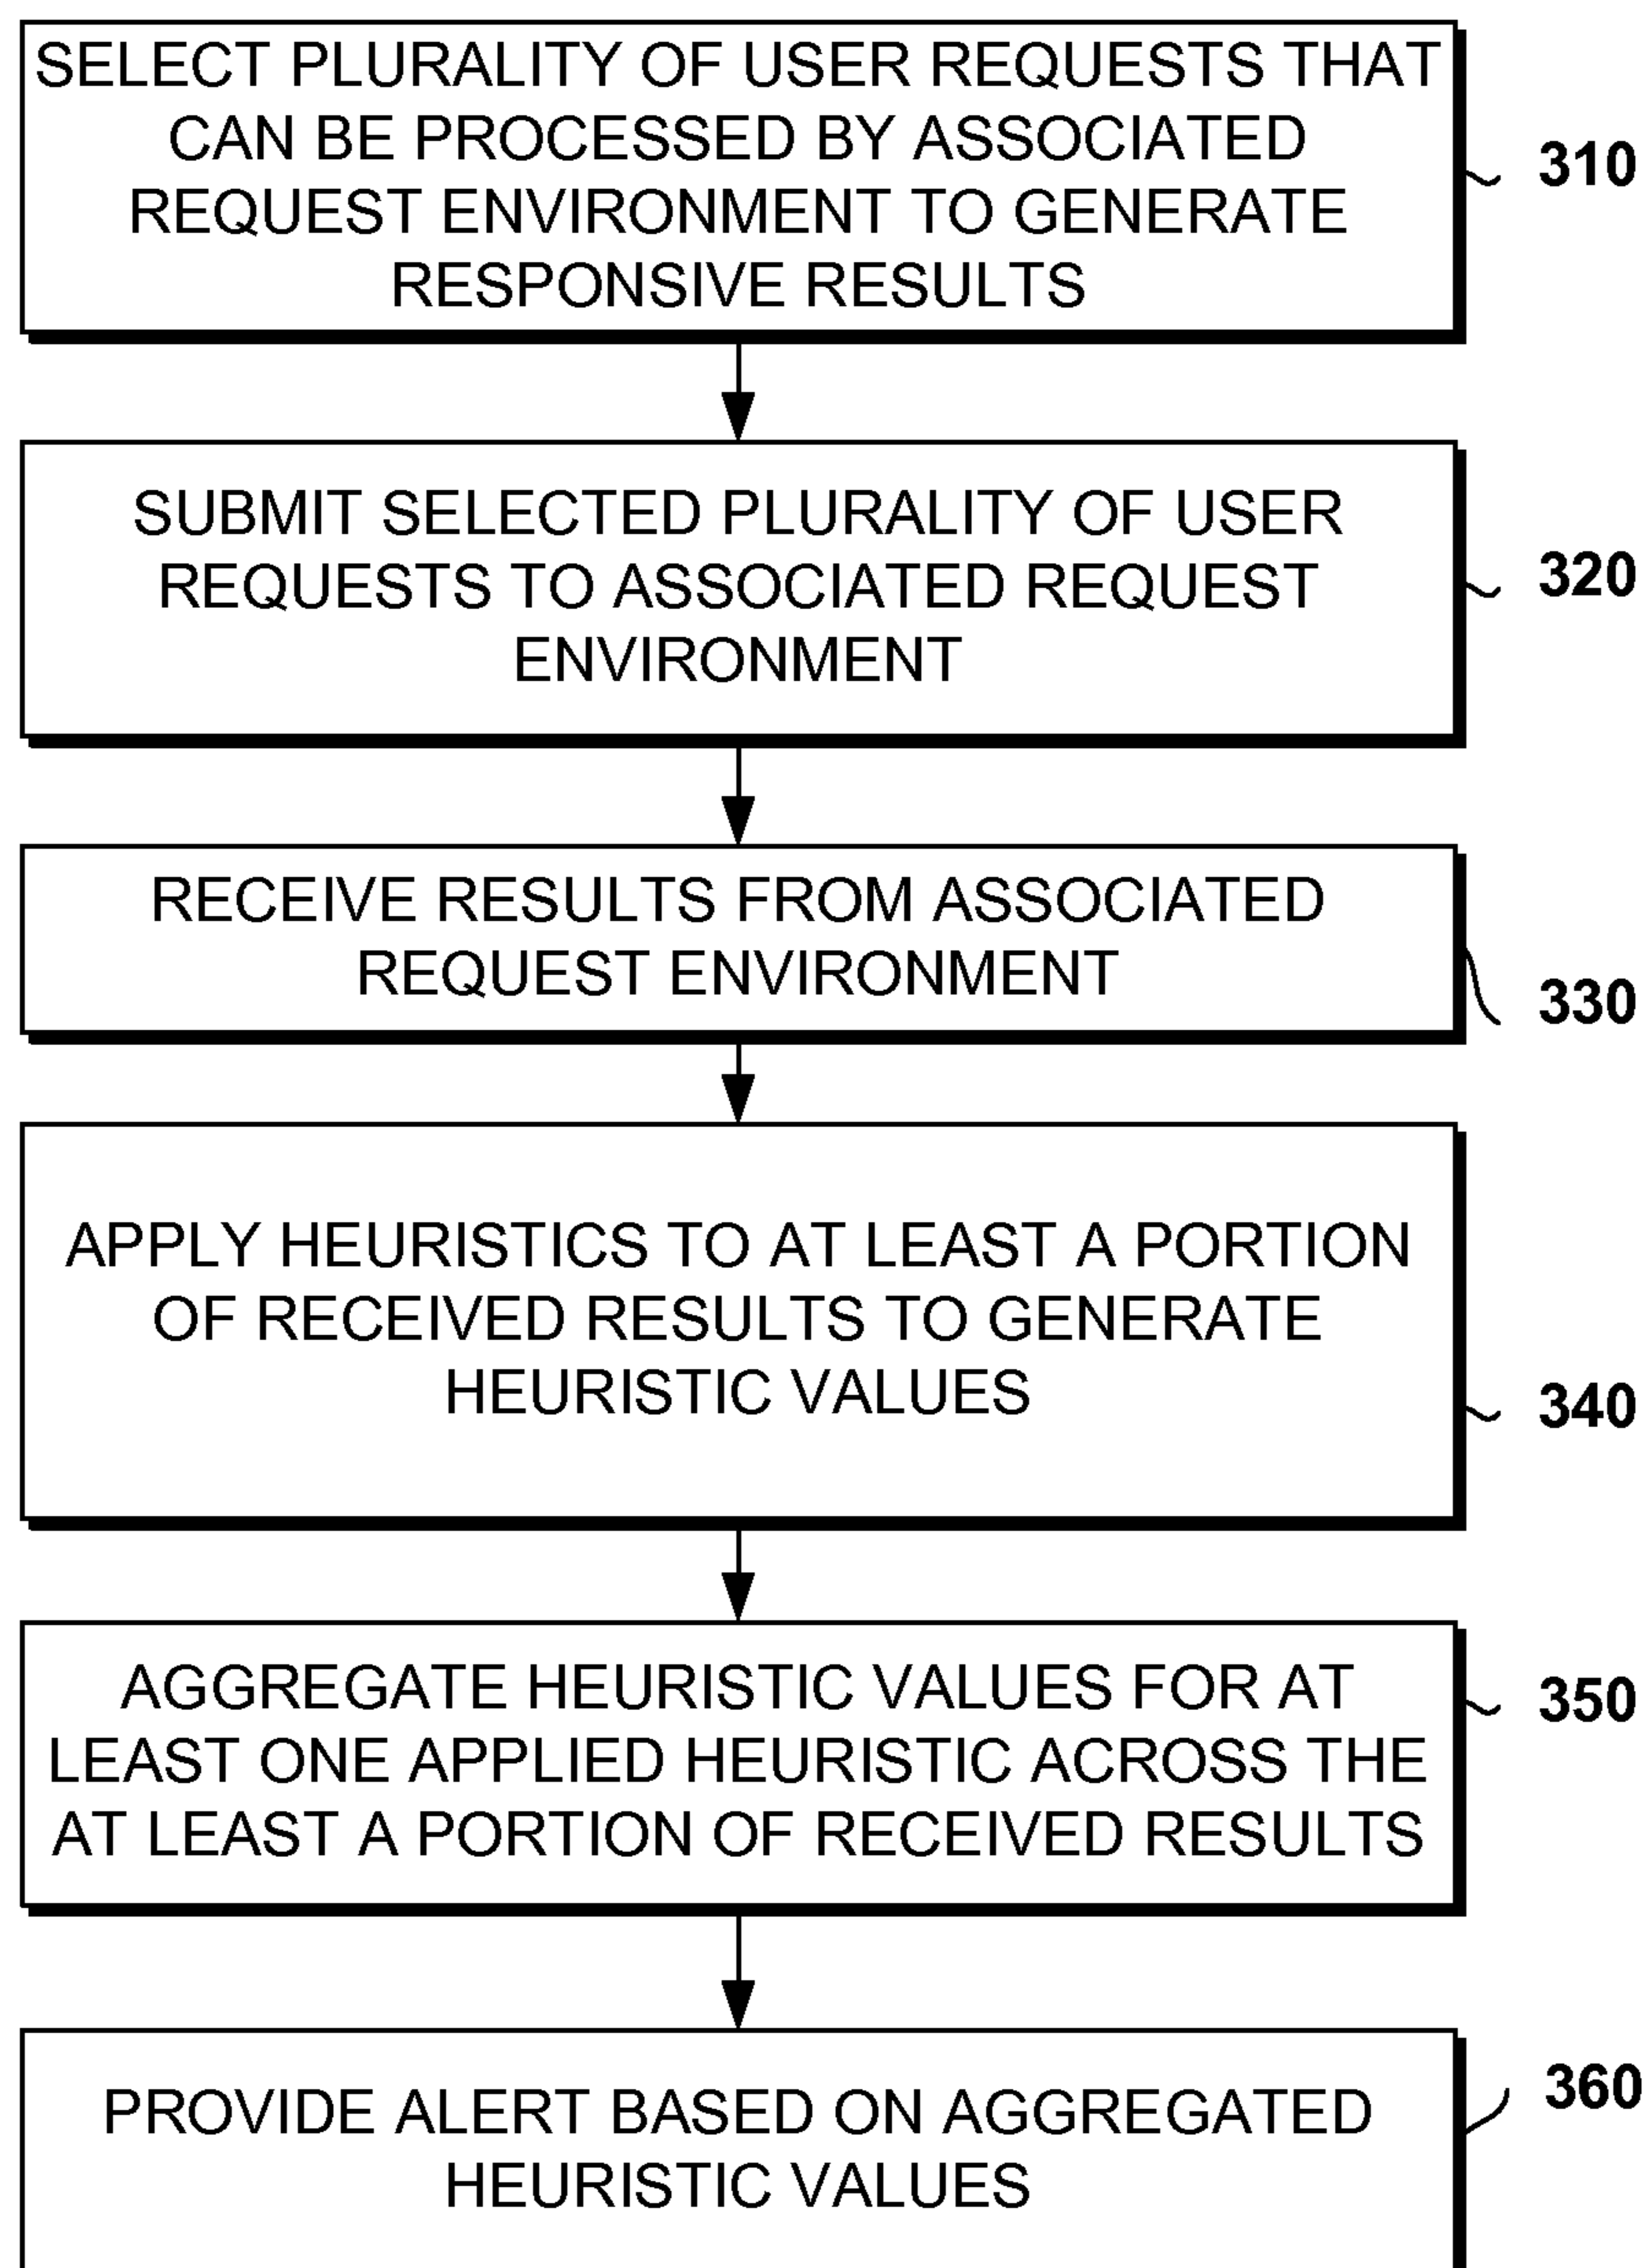 SELECT PLURALITY OF USER REQUESTS THAT
CAN BE PROCESSED BY ASSOCIATED
REQUEST ENVIRONMENT TO GENERATE
RESPONSIVE RESULTS
310
SUBMIT SELECTED PLURALITY OF USER
REQUESTS TO ASSOCIATED REQUEST
ENVIRONMENT
320
RECEIVE RESULTS FROM ASSOCIATED
REQUEST ENVIRONMENT
330
APPLY HEURISTICS TO AT LEAST A PORTION
OF RECEIVED RESULTS TO GENERATE
HEURISTIC VALUES
340
AGGREGATE HEURISTIC VALUES FOR AT
LEAST ONE APPLIED HEURISTIC ACROSS THE
AT LEAST A PORTION OF RECEIVED RESULTS
350
PROVIDE ALERT BASED ON AGGREGATED
HEURISTIC VALUES
360